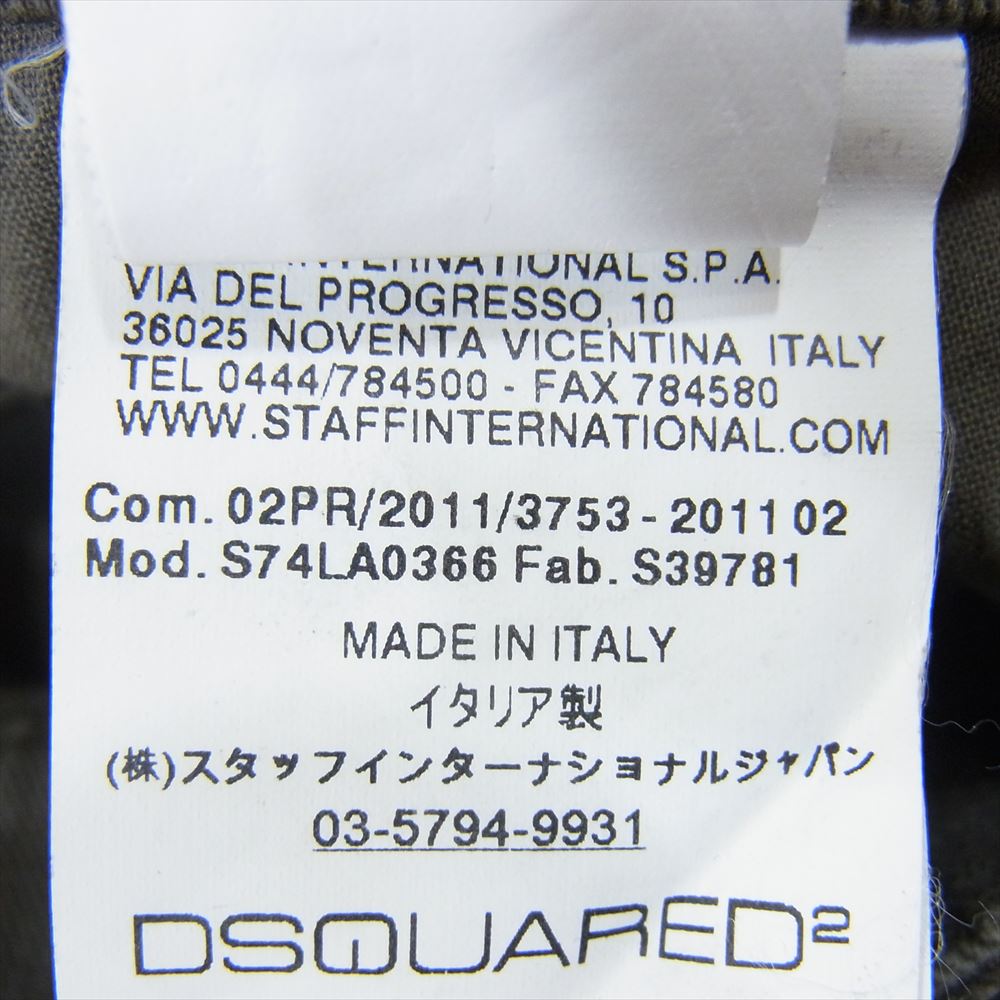 INTERNATIONAL S.P.A.
VIA DEL PROGRESSO, 10
36025 NOVENTA VICENTINA ITALY
TEL 0444/784500 - FAX 784580
WWW.STAFFINTERNATIONAL.COM
Com. 02PR/2011/3753 - 2011 02
Mod. S74LA0366 Fab. S39781
MADE IN ITALY
イタリア製
(株)スタッフインターナショナルジャパン
03-5794-9931
DSQUARED2